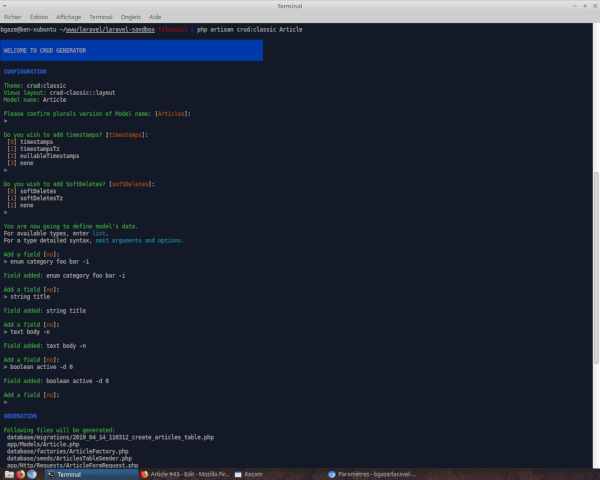 Terminal
Fichier Édition Affichage Terminal Onglets Aide
bgaze@ben-xubuntu ~/www/laravel/laravel-sandbox (classic) $ php artisan crud:classic Article
WELCOME TO CRUD GENERATOR
CONFIGURATION
Theme: crud:classic
Views layout: crud-classic::layout
Model name: Article
Please confirm plurals version of Model name: [Articles]:
>
Do you wish to add timestamps? [timestamps]:
[0] timestamps
[1] timestampsTz
[2] nullableTimestamps
[3] none
>
Do you wish to add SoftDeletes? [softDeletes]:
[0] softDeletes
[1] softDeletesTz
[2] none
>
You are now going to define model's data.
For available types, enter list.
For a type detailed syntax, omit arguments and options.
Add a field [no]:
> enum category foo bar -i
Field added: enum category foo bar -i
Add a field [no]:
> string title
Field added: string title
Add a field [no]:
> text body -n
Field added: text body -n
Add a field [no]:
> boolean active -d 0
Field added: boolean active -d 0
Add a field [no]:
>
GENERATION
Following files will be generated:
database/migrations/2019_04_14_110312_create_articles_table.php
app/Models/Article.php
database/factories/ArticleFactory.php
database/seeds/ArticlesTableSeeder.php
app/Http/Requests/ArticleFormRequest.php
Terminal
Article #43 - Edit - Mozilla Fir...
Kazam
Paramètres - bgaze/laravel-...